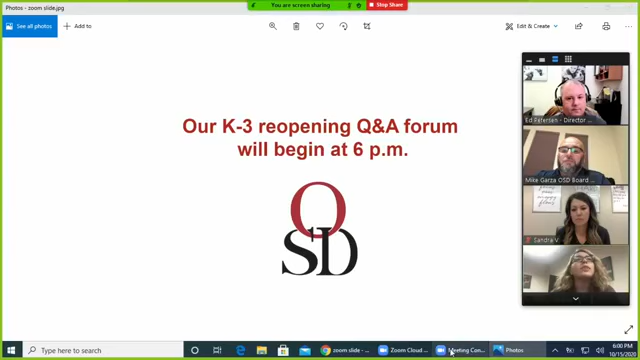 Photos - zoom slide.jpg
You are screen sharing
Stop Share
See all photos
Add to
Edit & Create
Our K-3 reopening Q&A forum
will begin at 6 p.m.
OSD
Ed Petersen - Director ...
Mike Garza OSD Board ...
Sandra V.
Type here to search
zoom slide - ...
Zoom Cloud ...
Meeting Con...
Photos
6:00 PM
10/15/2020